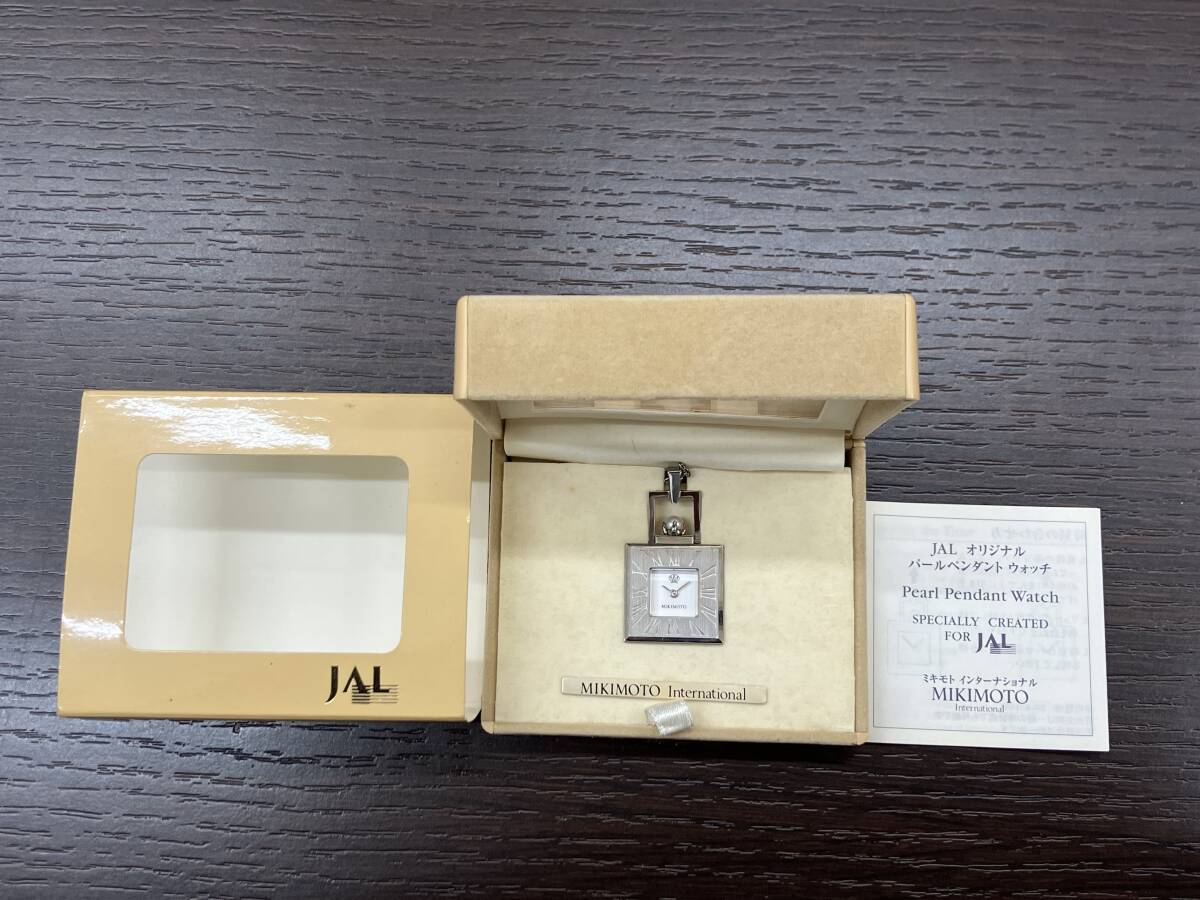 JAL
MIKIMOTO
MIKIMOTO International
JAL オリジナル
パールペンダント ウォッチ
Pearl Pendant Watch
SPECIALLY CREATED
FOR JAL
ミキモト インターナショナル
MIKIMOTO
International